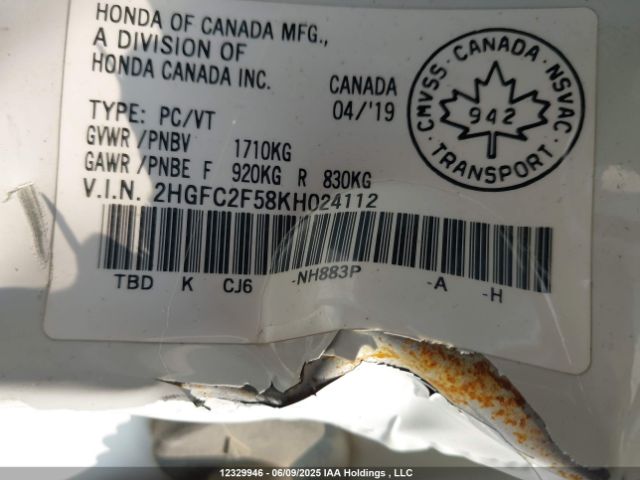 HONDA OF CANADA MFG.,
A DIVISION OF
HONDA CANADA INC.
CANADA
04/'19
TYPE: PC/VT
GVWR/PNBV 1710KG
GAWR/PNBE F 920KG R 830KG
V.I.N. 2HGFC2F58KH024112
TBD K CJ6 -NH883P -A -H
CMVSS · CANADA · NSVAC
942
TRANSPORT
12329946 - 06/09/2025 IAA Holdings , LLC